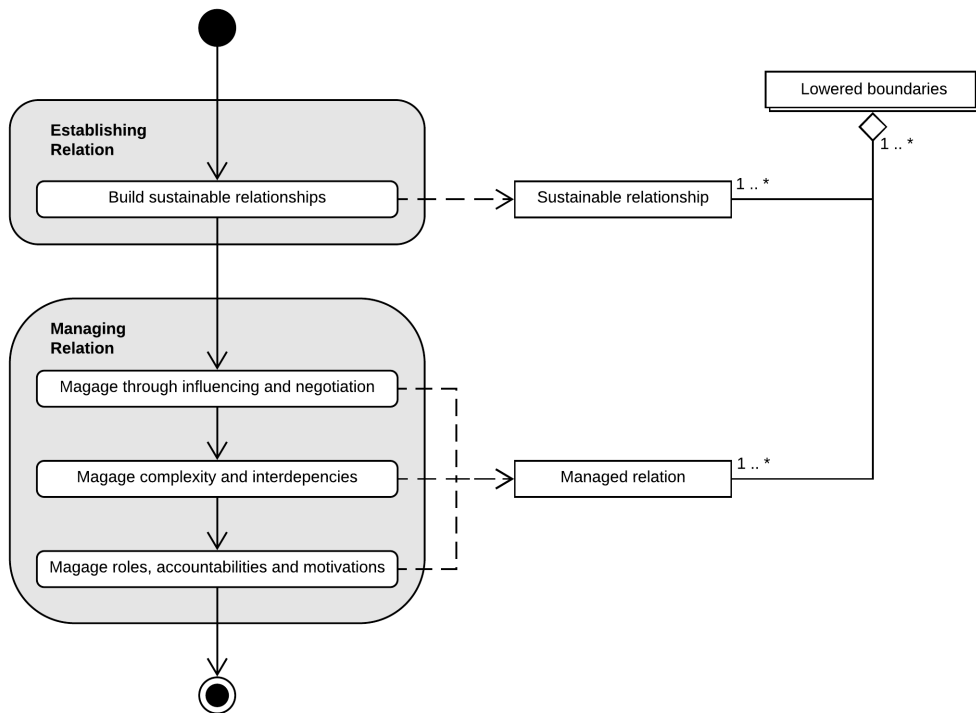 Lowered boundaries
1 .. *
Establishing
Relation
Build sustainable relationships
Sustainable relationship
1 .. *
Managing
Relation
Magage through influencing and negotiation
Magage complexity and interdepencies
Managed relation
1 .. *
Magage roles, accountabilities and motivations